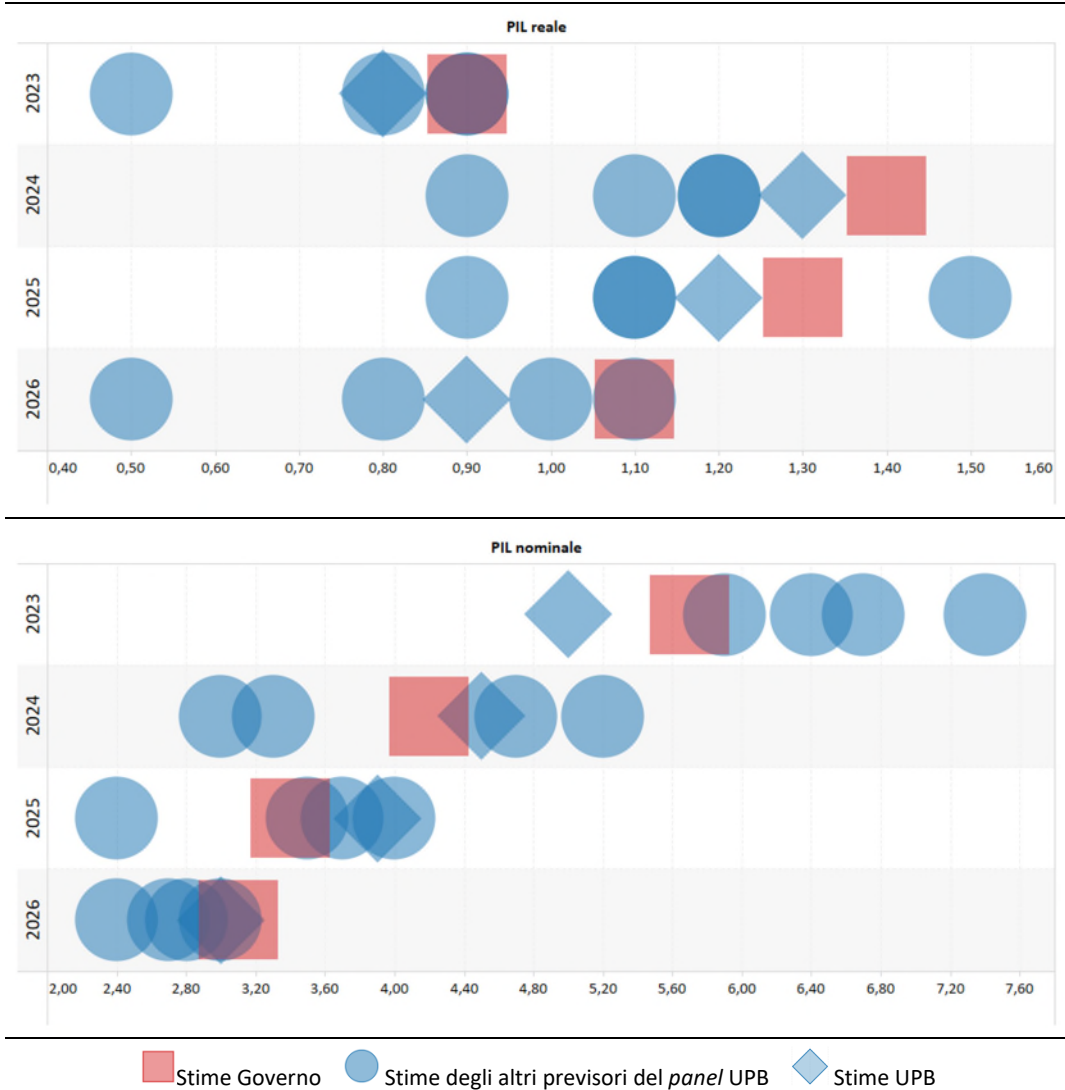 PIL reale
2023
2024
2025
2026
0,40 0,50 0,60 0,70 0,80 0,90 1,00 1,10 1,20 1,30 1,40 1,50 1,60
PIL nominale
2023
2024
2025
2026
2,00 2,40 2,80 3,20 3,60 4,00 4,40 4,80 5,20 5,60 6,00 6,40 6,80 7,20 7,60
Stime Governo Stime degli altri previsori del panel UPB Stime UPB